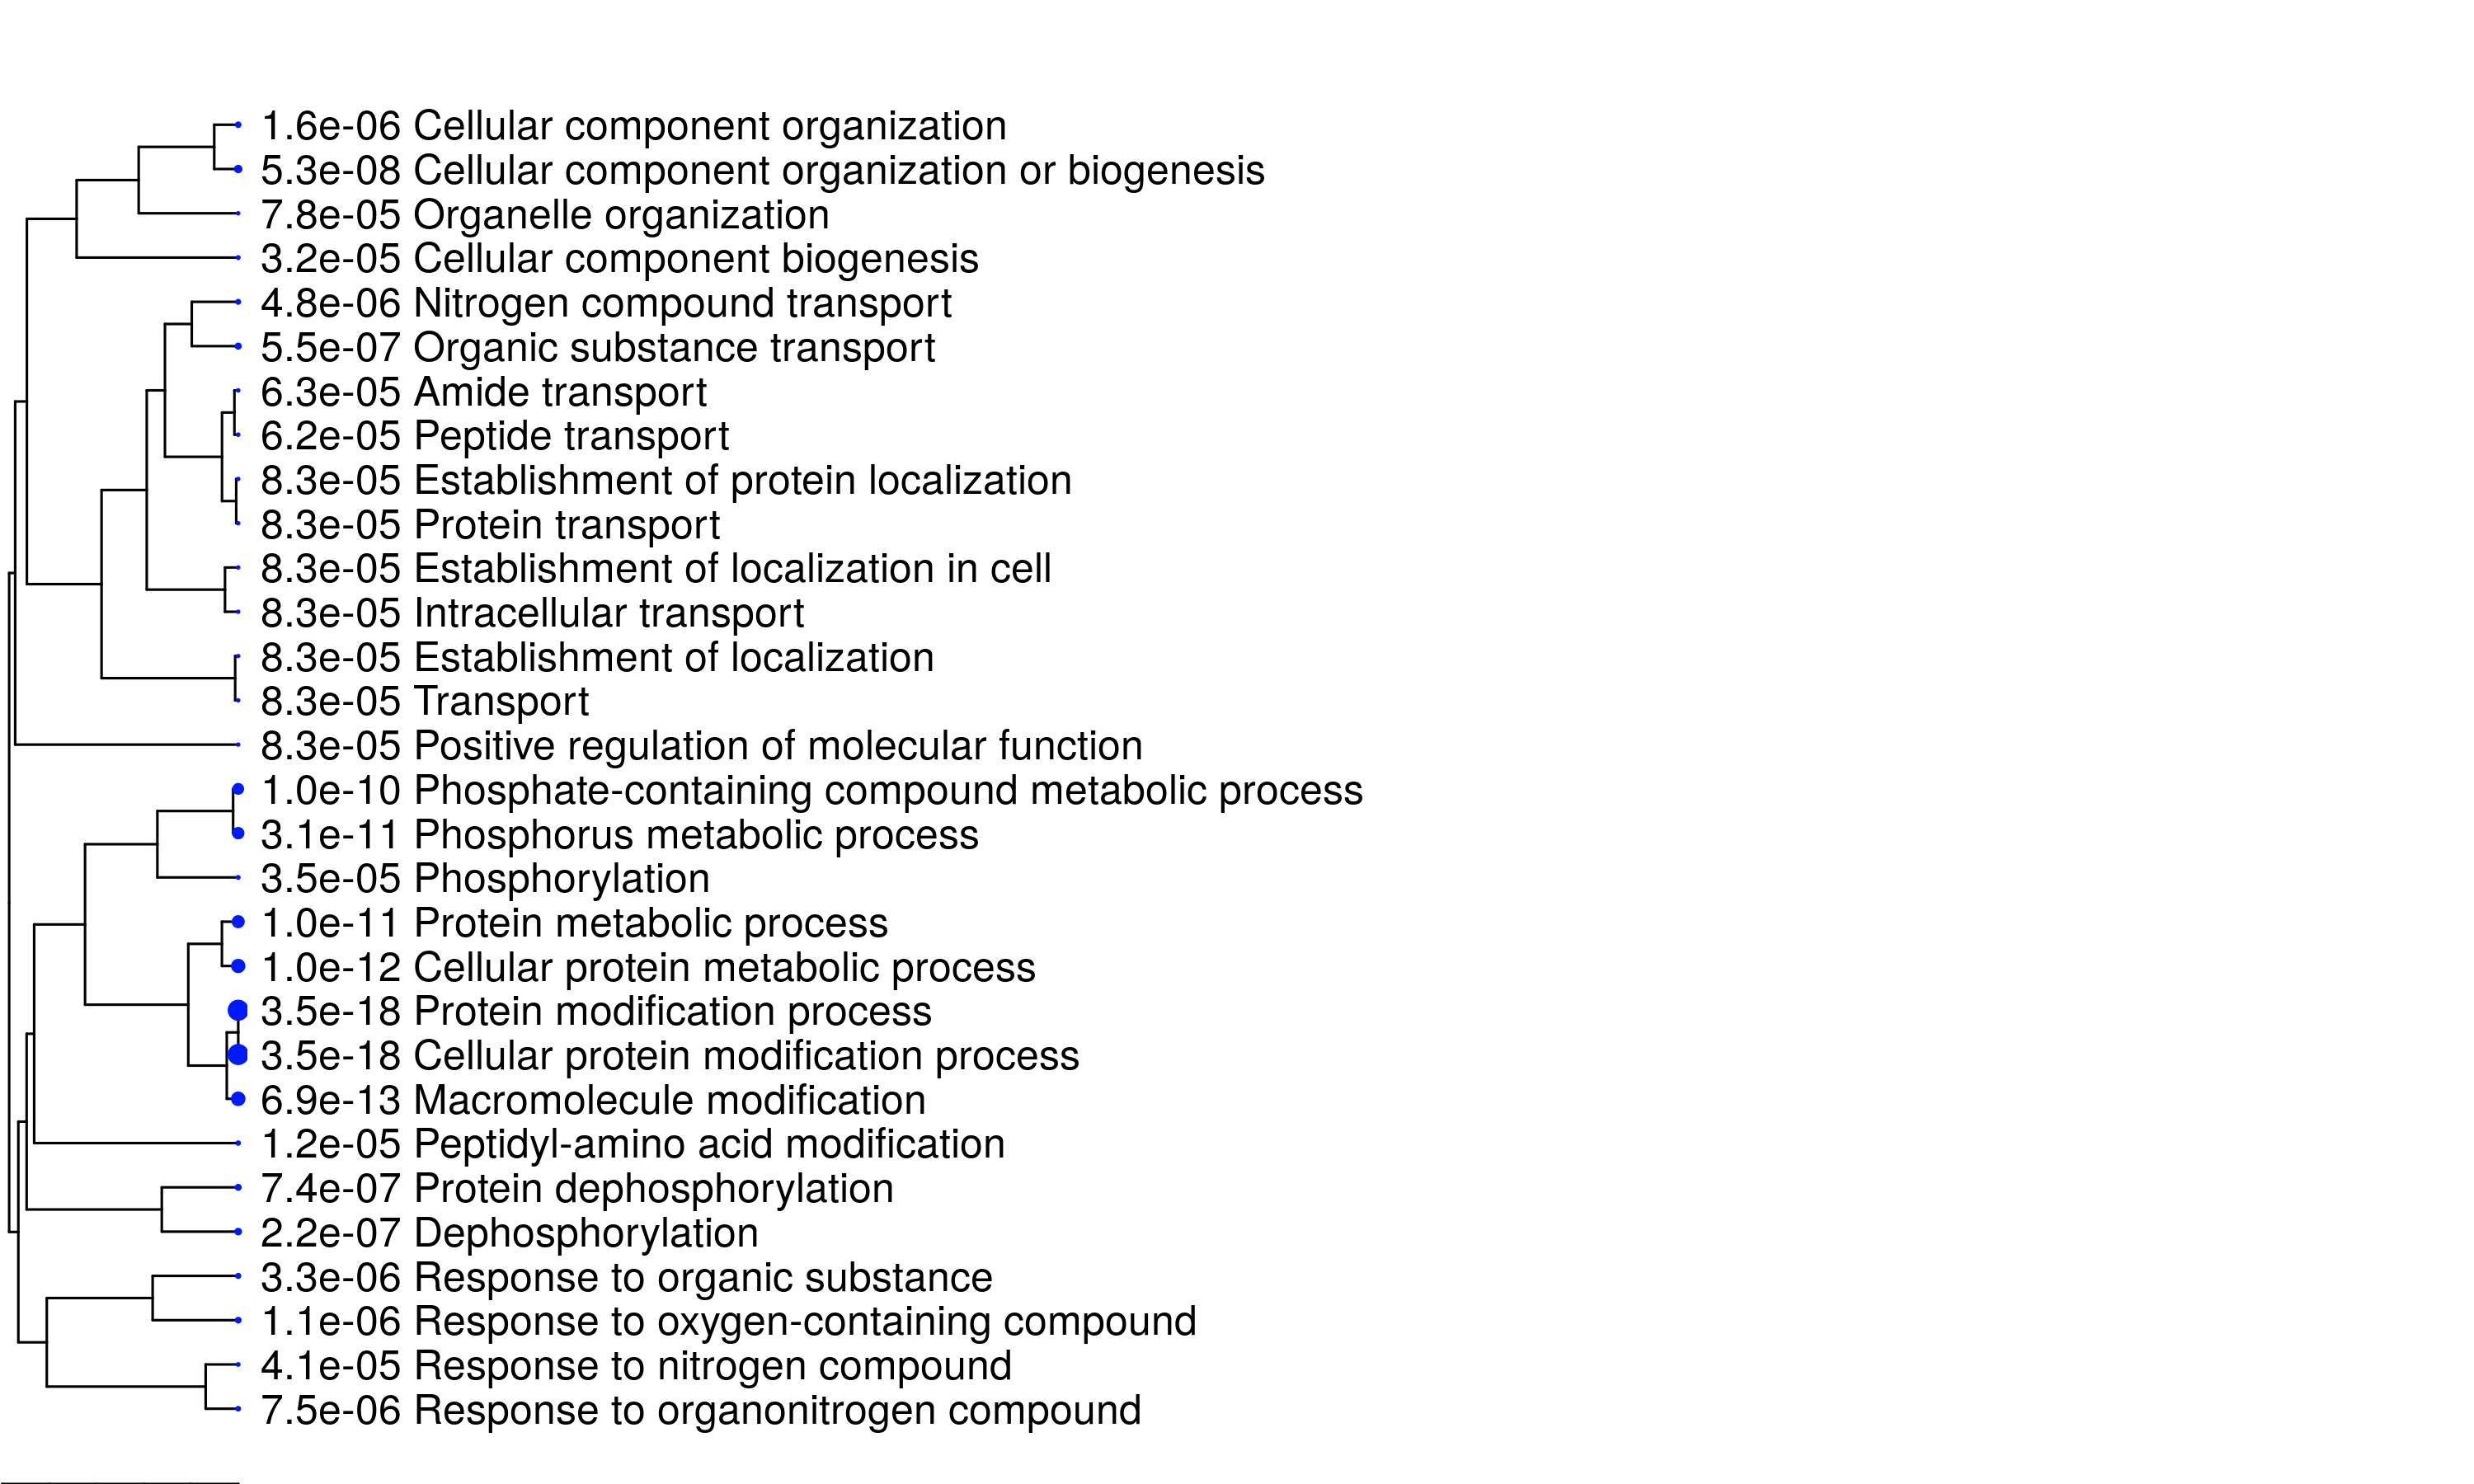 1.6e-06 Cellular component organization
5.3e-08 Cellular component organization or biogenesis
7.8e-05 Organelle organization
3.2e-05 Cellular component biogenesis
4.8e-06 Nitrogen compound transport
5.5e-07 Organic substance transport
6.3e-05 Amide transport
6.2e-05 Peptide transport
8.3e-05 Establishment of protein localization
8.3e-05 Protein transport
8.3e-05 Establishment of localization in cell
8.3e-05 Intracellular transport
8.3e-05 Establishment of localization
8.3e-05 Transport
8.3e-05 Positive regulation of molecular function
1.0e-10 Phosphate-containing compound metabolic process
3.1e-11 Phosphorus metabolic process
3.5e-05 Phosphorylation
1.0e-11 Protein metabolic process
1.0e-12 Cellular protein metabolic process
3.5e-18 Protein modification process
3.5e-18 Cellular protein modification process
6.9e-13 Macromolecule modification
1.2e-05 Peptidyl-amino acid modification
7.4e-07 Protein dephosphorylation
2.2e-07 Dephosphorylation
3.3e-06 Response to organic substance
1.1e-06 Response to oxygen-containing compound
4.1e-05 Response to nitrogen compound
7.5e-06 Response to organonitrogen compound